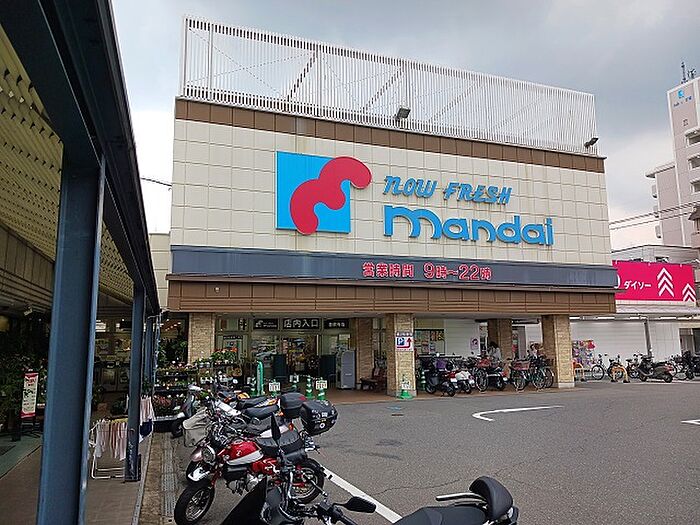 now FRESH
mandai
営業時間 9時～22時
ダイソー
店内入口
P